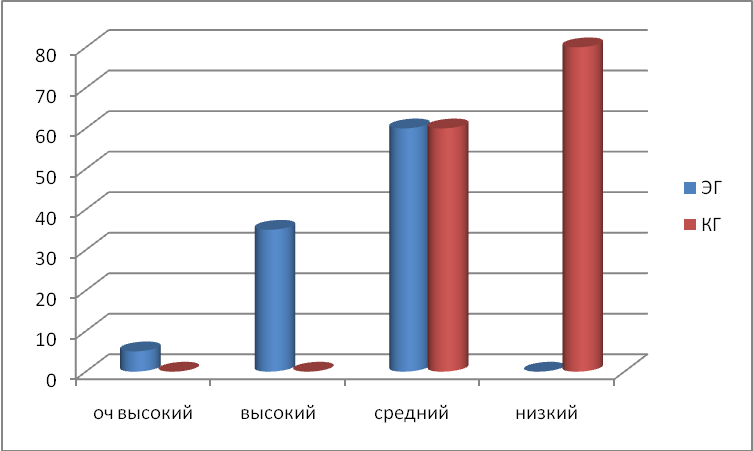 80
70
60
50
40
30
20
10
0
оч высокий
высокий
средний
низкий
ЭГ
КГ